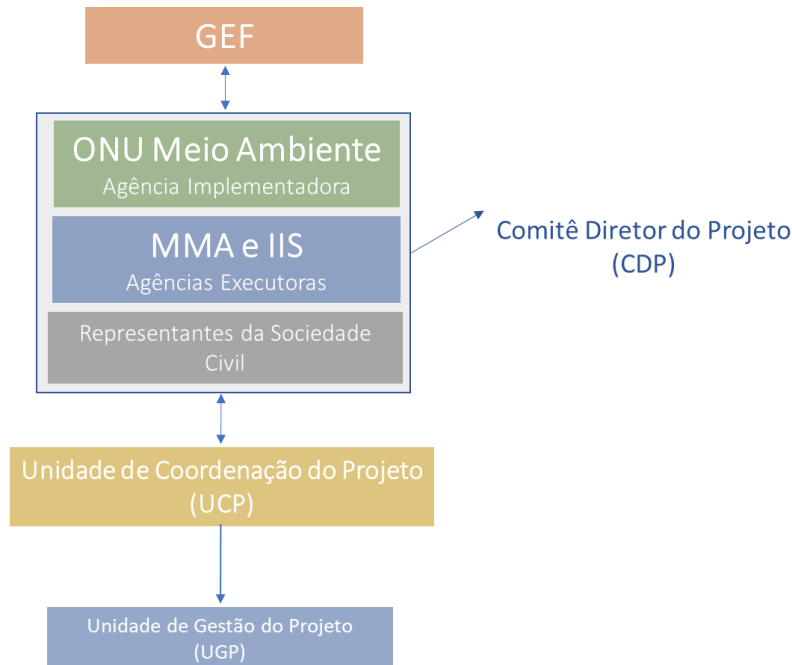 GEF
ONU Meio Ambiente
Agência Implementadora
MMA e IIS
Agências Executoras
Representantes da Sociedade
Civil
Comitê Diretor do Projeto
(CDP)
Unidade de Coordenação do Projeto
(UCP)
Unidade de Gestão do Projeto
(UGP)